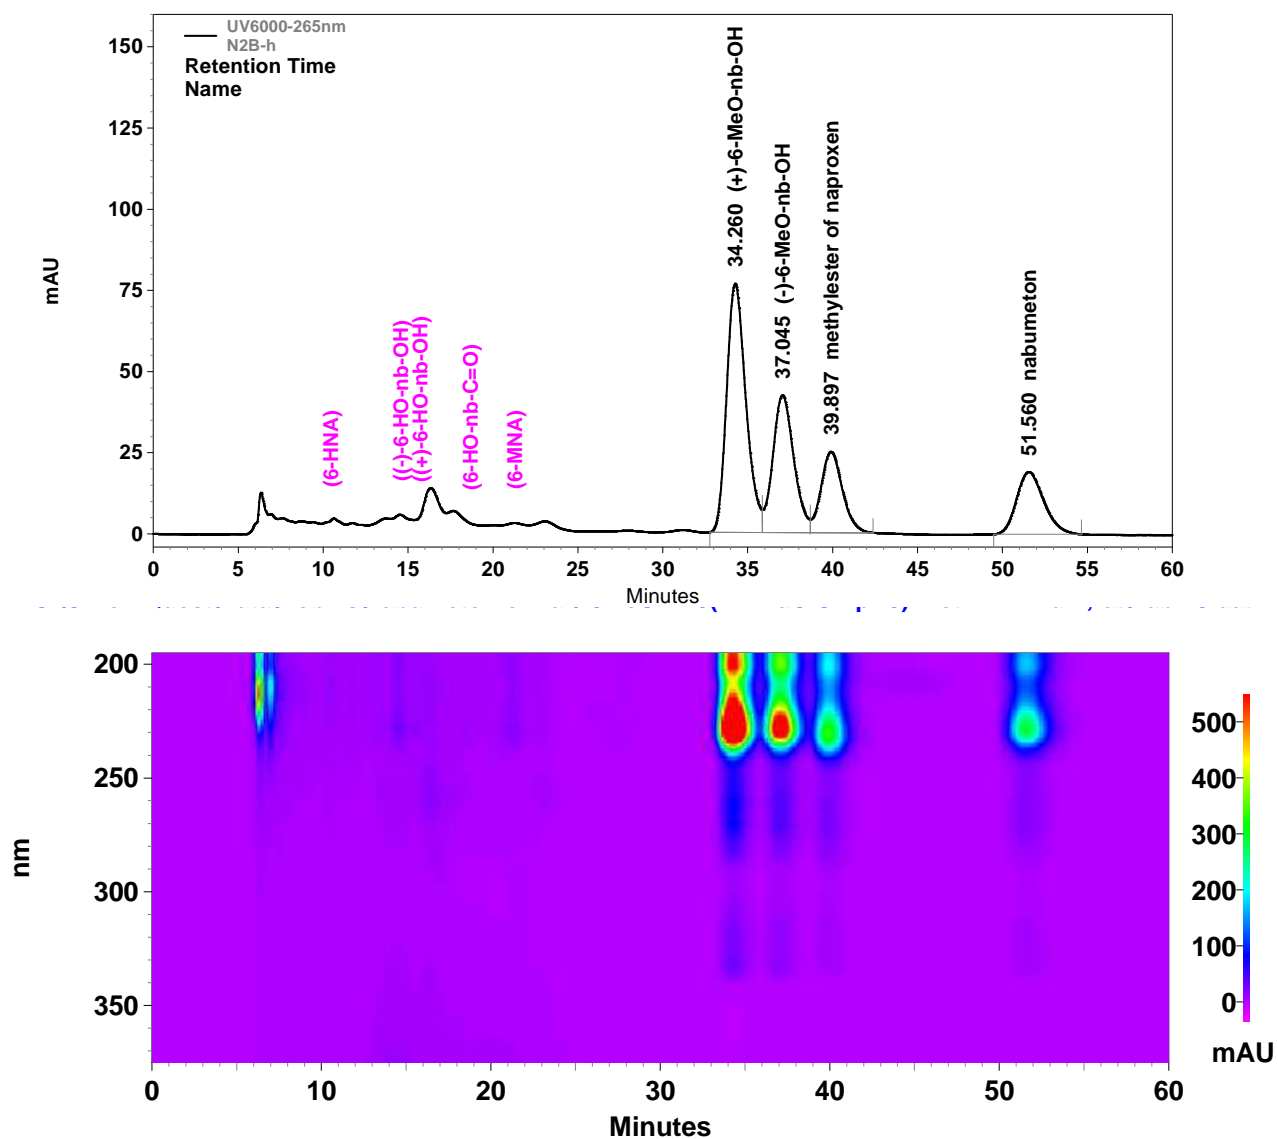 UV6000-265nm
N2B-h
Retention Time
Name
mAU
150
125
100
75
50
25
0
(6-HNA)
((-)-6-HO-nb-OH)
((+)-6-HO-nb-OH)
(6-HO-nb-C=O)
(6-MNA)
34.260 (+)-6-MeO-nb-OH
37.045 (-)-6-MeO-nb-OH
39.897 methylester of naproxen
51.560 nabumeton
0 5 10 15 20 25 30 35 40 45 50 55 60
Minutes
nm
200
250
300
350
0 10 20 30 40 50 60
Minutes
500
400
300
200
100
0
mAU